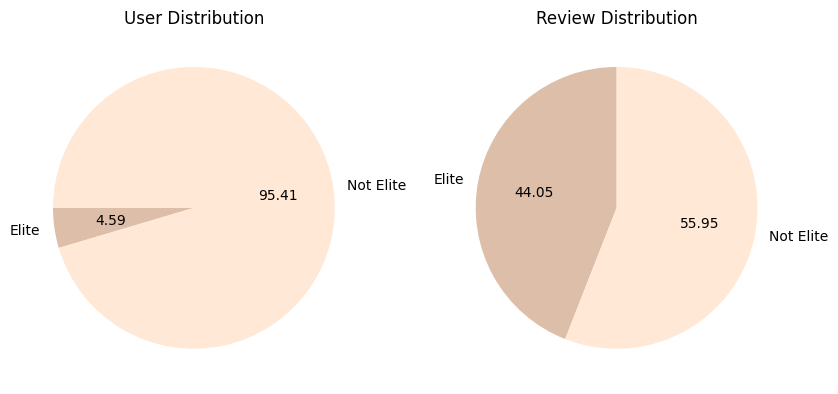 User Distribution
Elite
4.59
95.41
Not Elite
Review Distribution
Elite
44.05
55.95
Not Elite